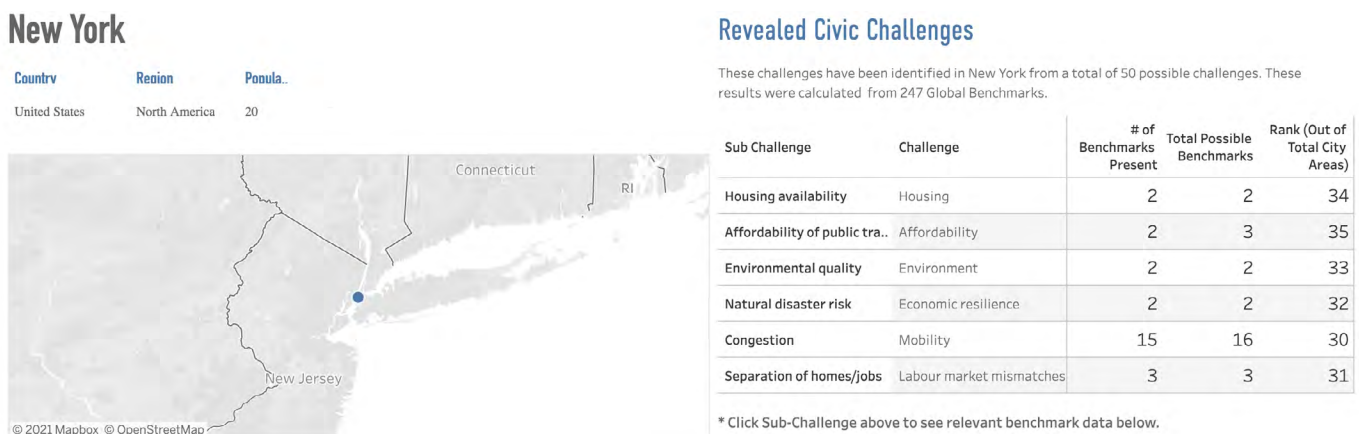 New York
Country Region Popula..
United States North America 20
Connecticut
RI
New Jersey
© 2021 Mapbox © OpenStreetMap
Revealed Civic Challenges
These challenges have been identified in New York from a total of 50 possible challenges. These
results were calculated from 247 Global Benchmarks.
Sub Challenge Challenge # of Benchmarks Present Total Possible Benchmarks Rank (Out of Total City Areas)
Housing availability Housing 2 2 34
Affordability of public tra.. Affordability 2 3 35
Environmental quality Environment 2 2 33
Natural disaster risk Economic resilience 2 2 32
Congestion Mobility 15 16 30
Separation of homes/jobs Labour market mismatches 3 3 31
* Click Sub-Challenge above to see relevant benchmark data below.